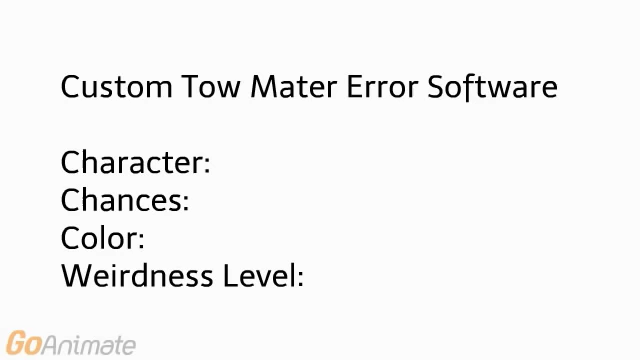 Custom Tow Mater Error Software
Character:
Chances:
Color:
Weirdness Level:
GoAnimate